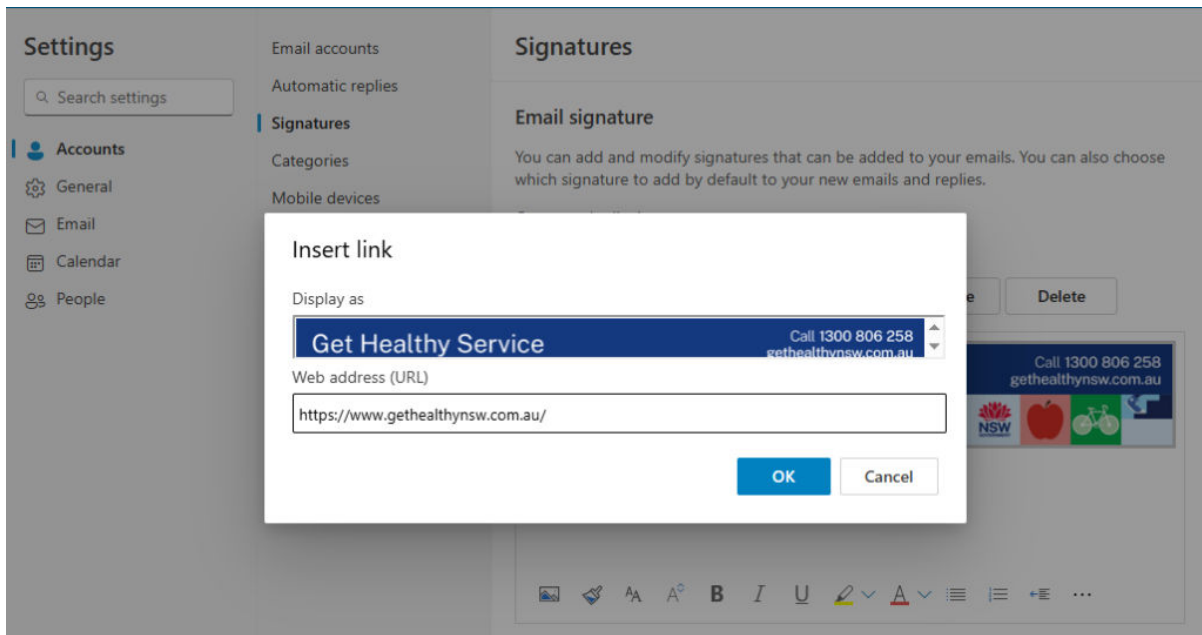 Settings
Search settings
Accounts
General
Email
Calendar
People
Email accounts
Automatic replies
Signatures
Categories
Mobile devices
Signatures
Email signature
You can add and modify signatures that can be added to your emails. You can also choose
which signature to add by default to your new emails and replies.
Delete
Insert link
Display as
Get Healthy Service
Call 1300 806 258
gethealthynsw.com.au
Web address (URL)
https://www.gethealthynsw.com.au/
OK
Cancel
Call 1300 806 258
gethealthynsw.com.au
NSW
B I U A